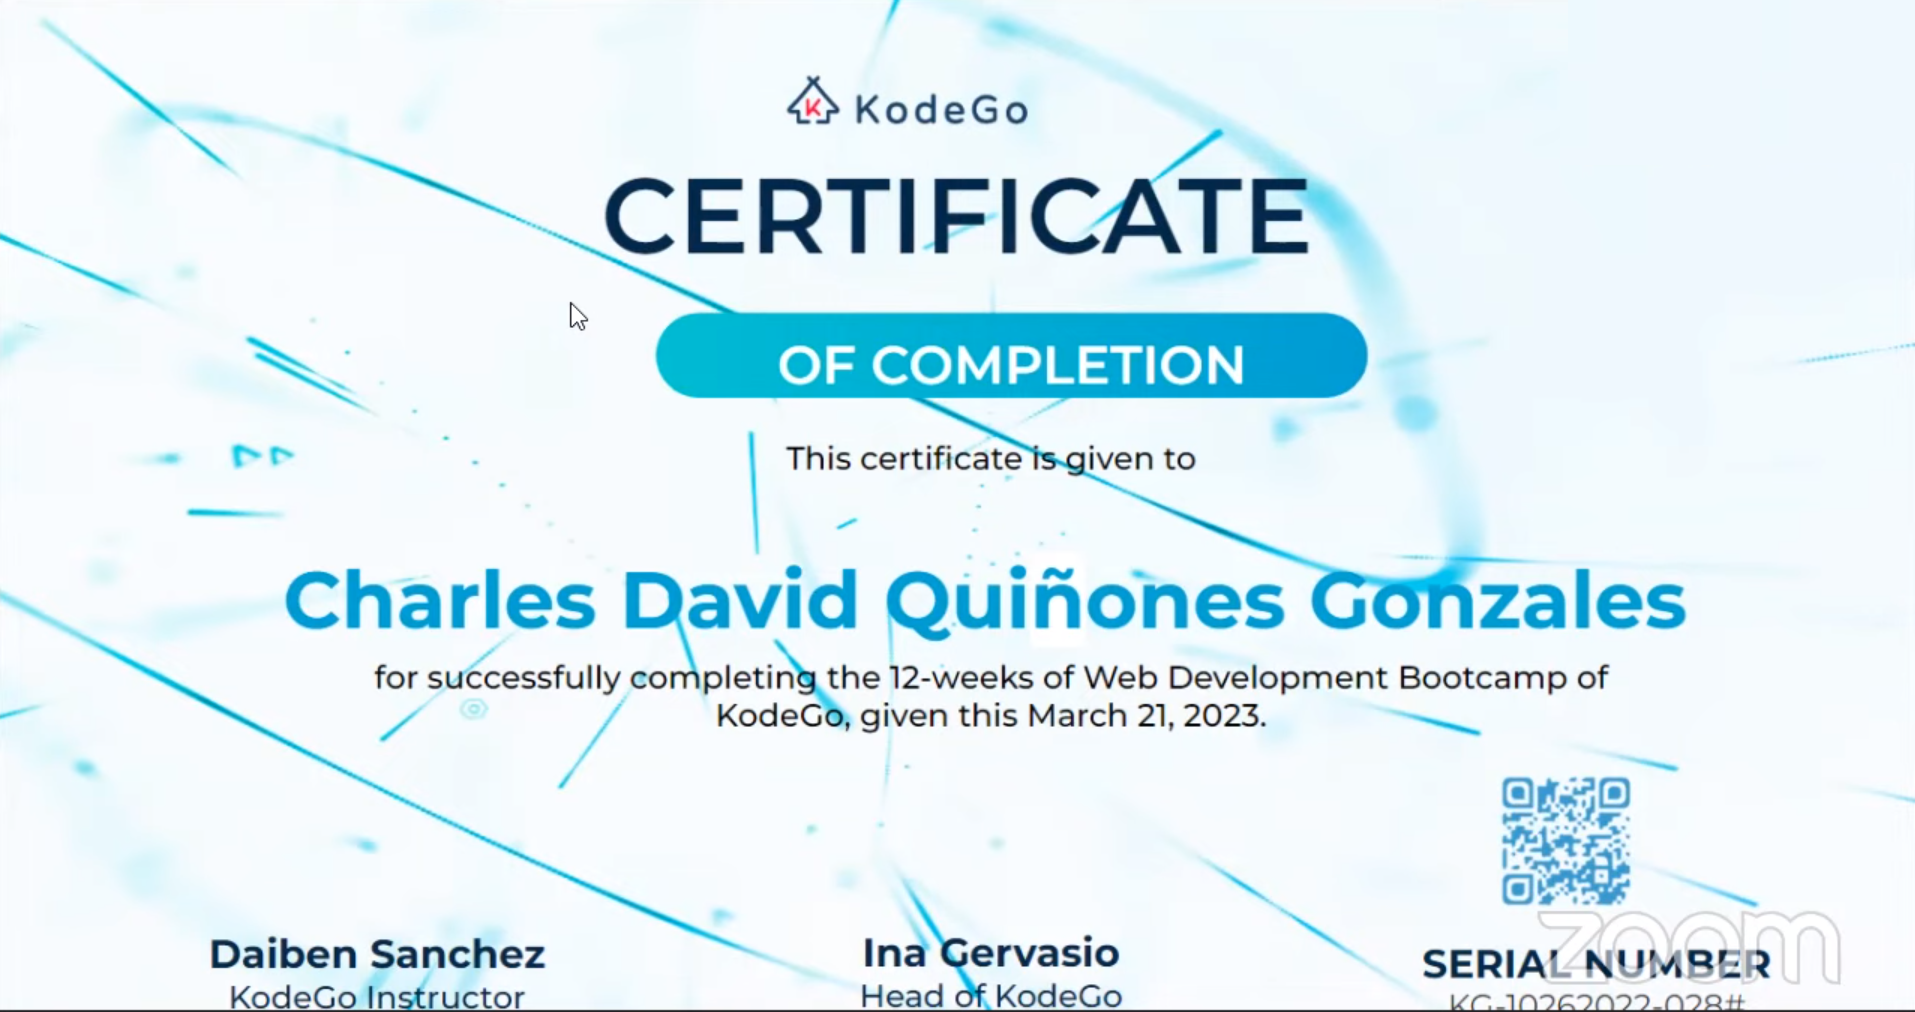 KodeGo
CERTIFICATE
OF COMPLETION
This certificate is given to
Charles David Quiñones Gonzales
for successfully completing the 12-weeks of Web Development Bootcamp of
KodeGo, given this March 21, 2023.
Daiben Sanchez
KodeGo Instructor
Ina Gervasio
Head of KodeGo
zoom
SERIAL NUMBER
KG-10262022-028#